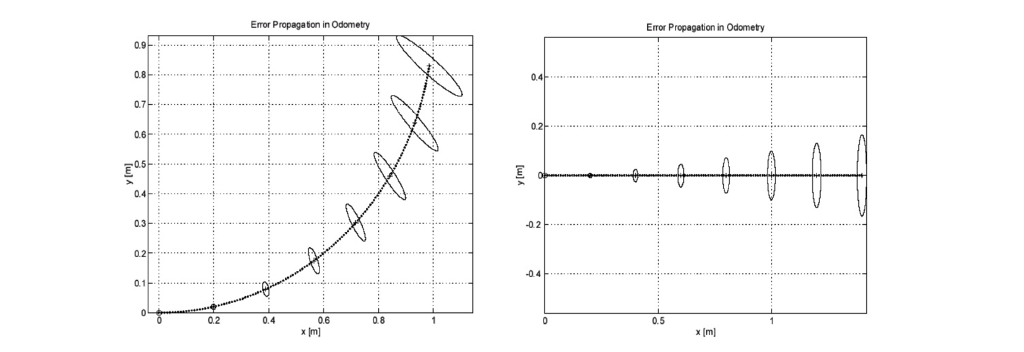 Error Propagation in Odometry
0.9
0.8
0.7
0.6
0.5
0.4
0.3
0.2
0.1
0
y [m]
0 0.2 0.4 0.6 0.8 1
x [m]
Error Propagation in Odometry
0.4
0.2
0
-0.2
-0.4
y [m]
0 0.5 1
x [m]